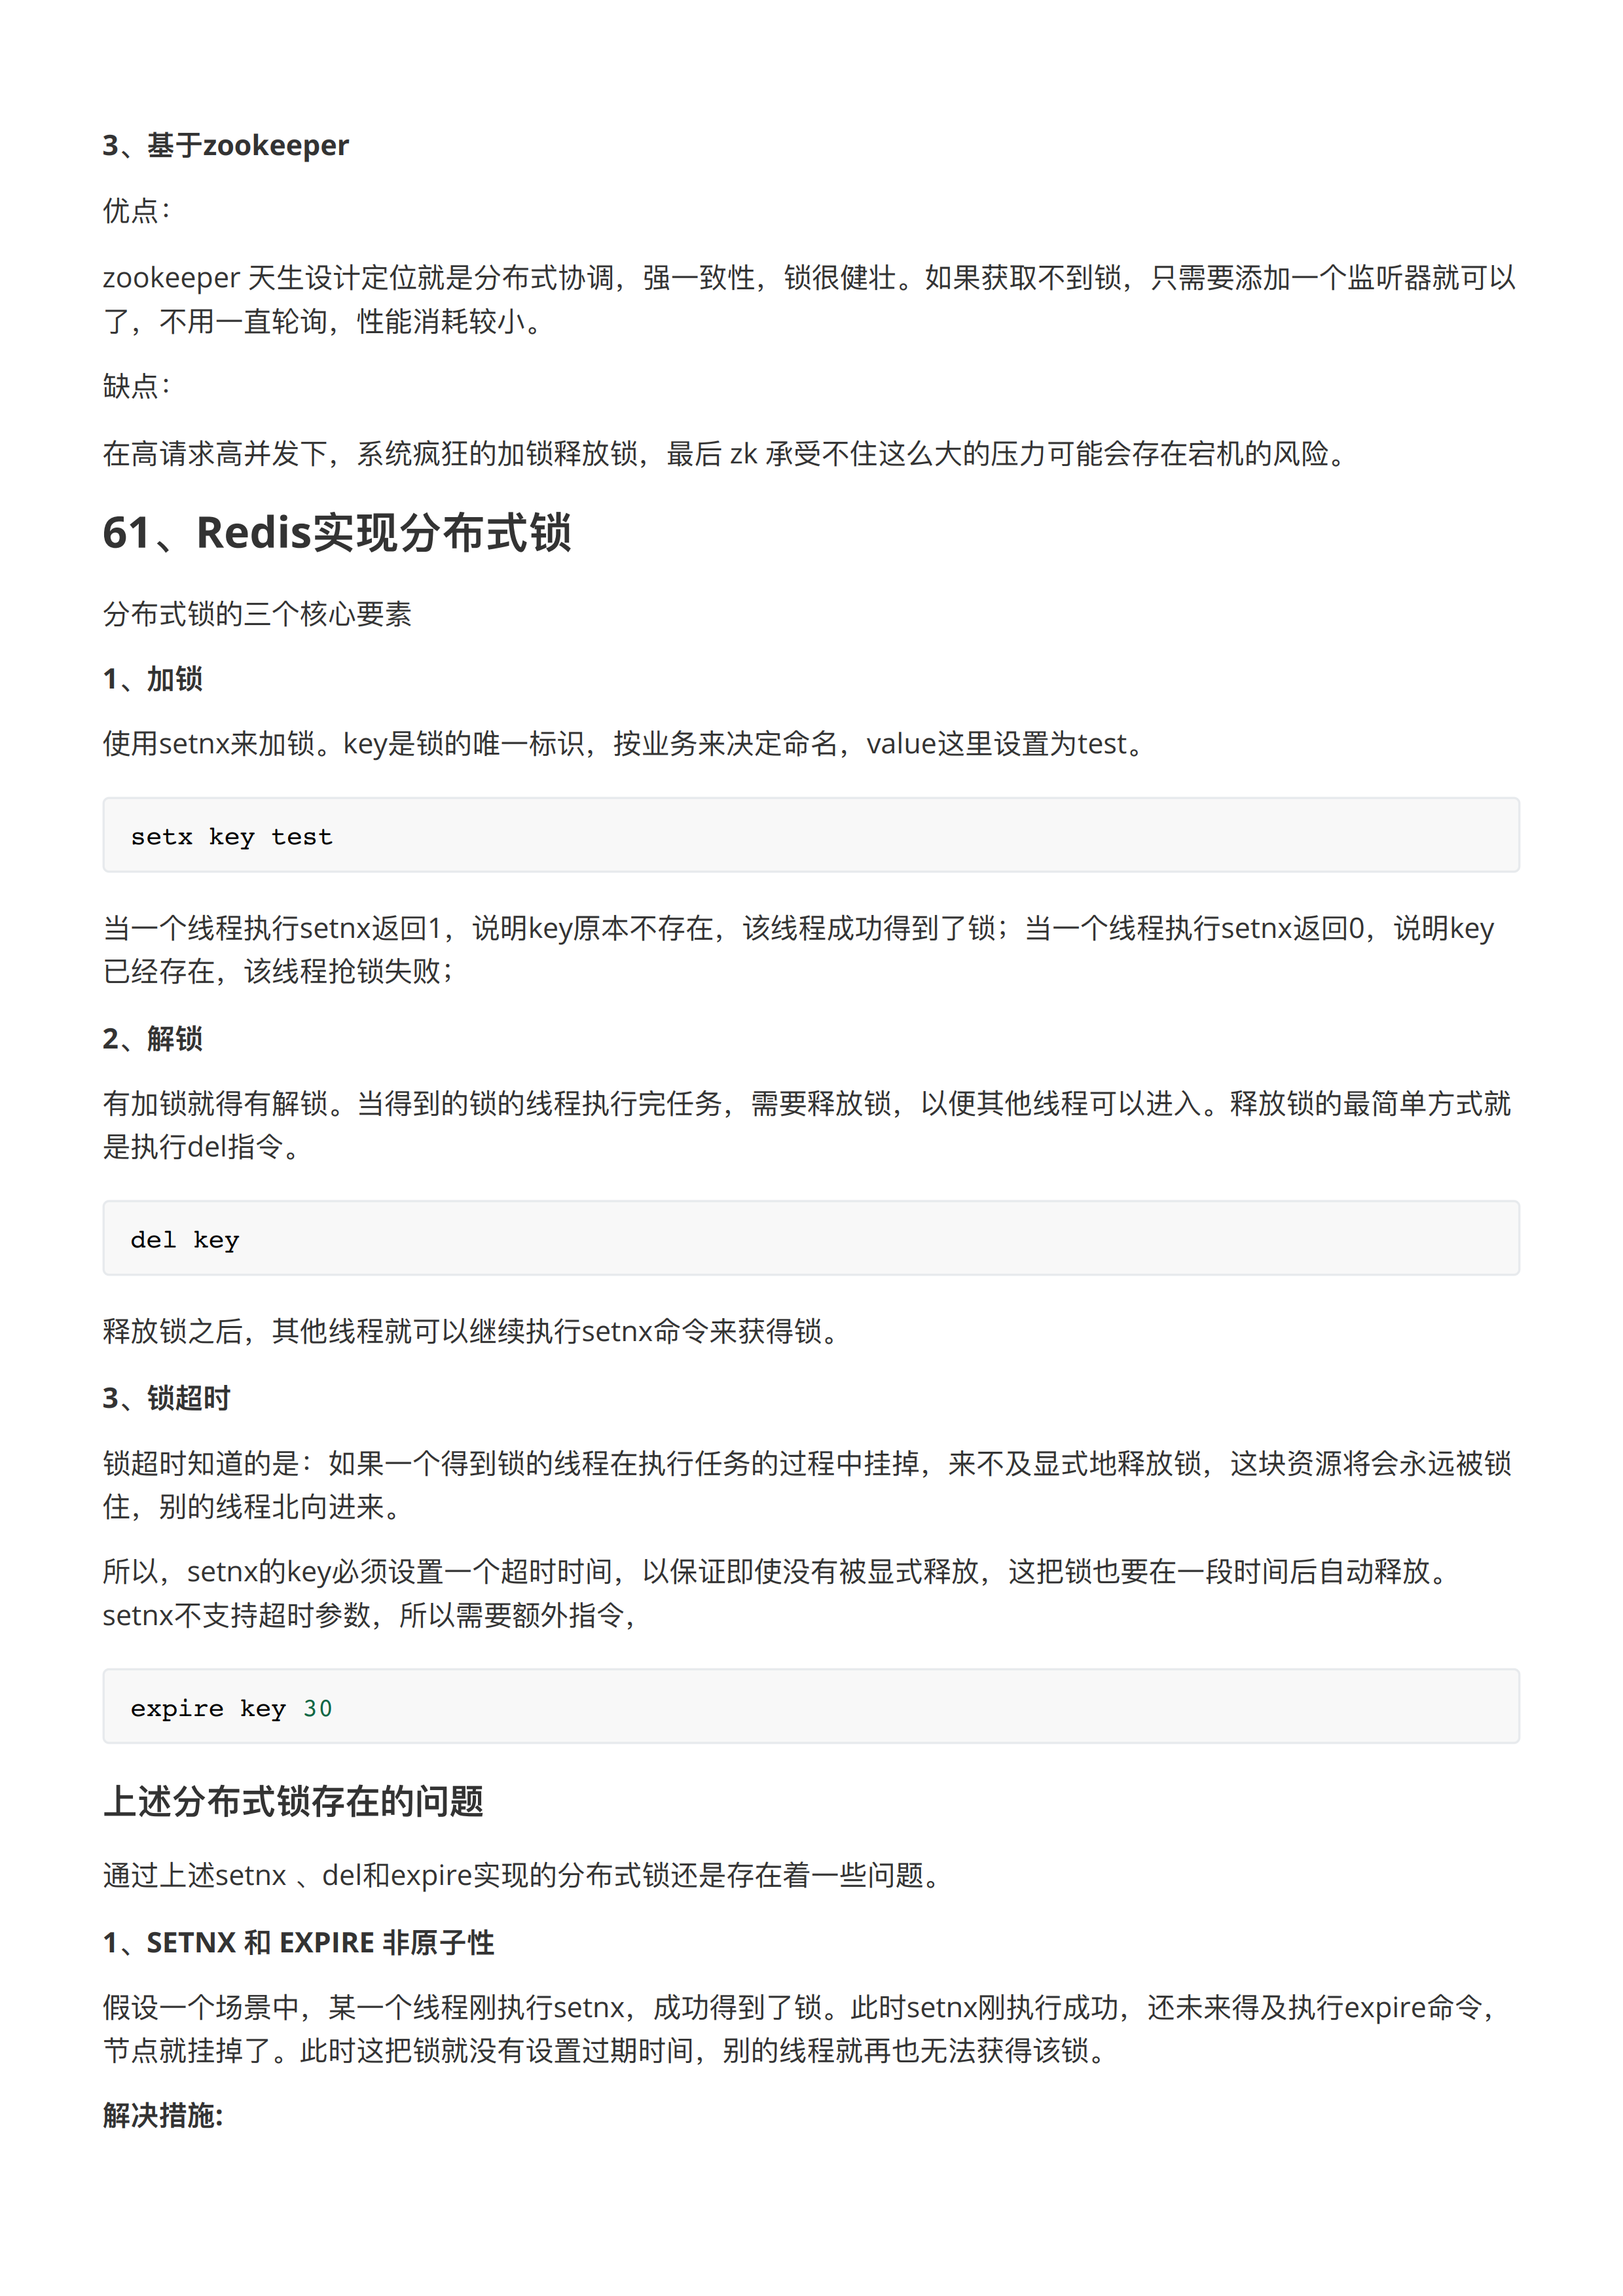 3、基于zookeeper
优点：
zookeeper 天生设计定位就是分布式协调，强一致性，锁很健壮。如果获取不到锁，只需要添加一个监听器就可以
了，不用一直轮询，性能消耗较小。
缺点：
在高请求高并发下，系统疯狂的加锁释放锁，最后 zk 承受不住这么大的压力可能会存在宕机的风险。
61、Redis实现分布式锁
分布式锁的三个核心要素
1、加锁
使用setnx来加锁。key是锁的唯一标识，按业务来决定命名，value这里设置为test。
setx key test
当一个线程执行setnx返回1，说明key原本不存在，该线程成功得到了锁；当一个线程执行setnx返回0，说明key
已经存在，该线程抢锁失败；
2、解锁
有加锁就得有解锁。当得到的锁的线程执行完任务，需要释放锁，以便其他线程可以进入。释放锁的最简单方式就
是执行del指令。
del key
释放锁之后，其他线程就可以继续执行setnx命令来获得锁。
3、锁超时
锁超时知道的是：如果一个得到锁的线程在执行任务的过程中挂掉，来不及显式地释放锁，这块资源将会永远被锁
住，别的线程北向进来。
所以，setnx的key必须设置一个超时时间，以保证即使没有被显式释放，这把锁也要在一段时间后自动释放。
setnx不支持超时参数，所以需要额外指令，
expire key 30
上述分布式锁存在的问题
通过上述setnx 、del和expire实现的分布式锁还是存在着一些问题。
1、SETNX 和 EXPIRE 非原子性
假设一个场景中，某一个线程刚执行setnx，成功得到了锁。此时setnx刚执行成功，还未来得及执行expire命令，
节点就挂掉了。此时这把锁就没有设置过期时间，别的线程就再也无法获得该锁。
解决措施: